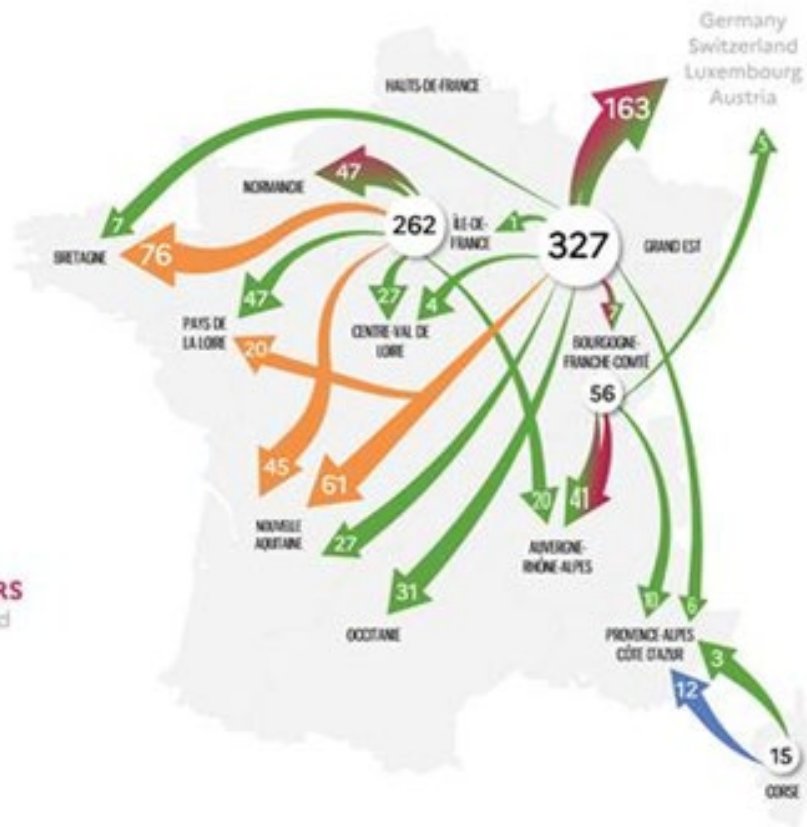 Germany
Switzerland
Luxembourg
Austria
HAUTS-DE-FRANCE
163
5
47
NORMANDIE
262
ÎLE-DE-
FRANCE
1
327
GRAND EST
7
BRETAGNE
76
47
27
4
PAYS DE
LA LOIRE
20
CENTRE-VAL DE
LOIRE
BOURGOGNE-
FRANCHE-COMTÉ
56
45
61
20
41
NOUVELLE
AQUITAINE
27
AUVERGNE-
RHÔNE-ALPES
31
10
6
RS
d
OCCITANIE
PROVENCE-ALPES
CÔTE D'AZUR
3
12
15
CORSE